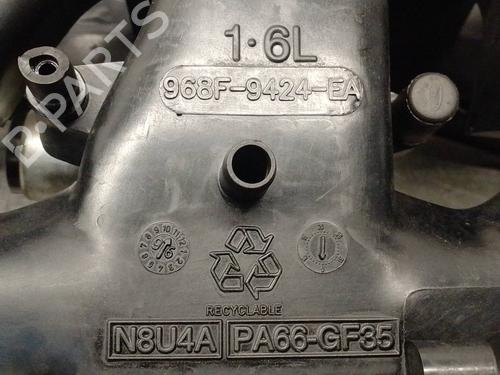 B-PARTS
1·6L
968F-9424-EA
RECYCLABLE
N8U4A PA66-GF35